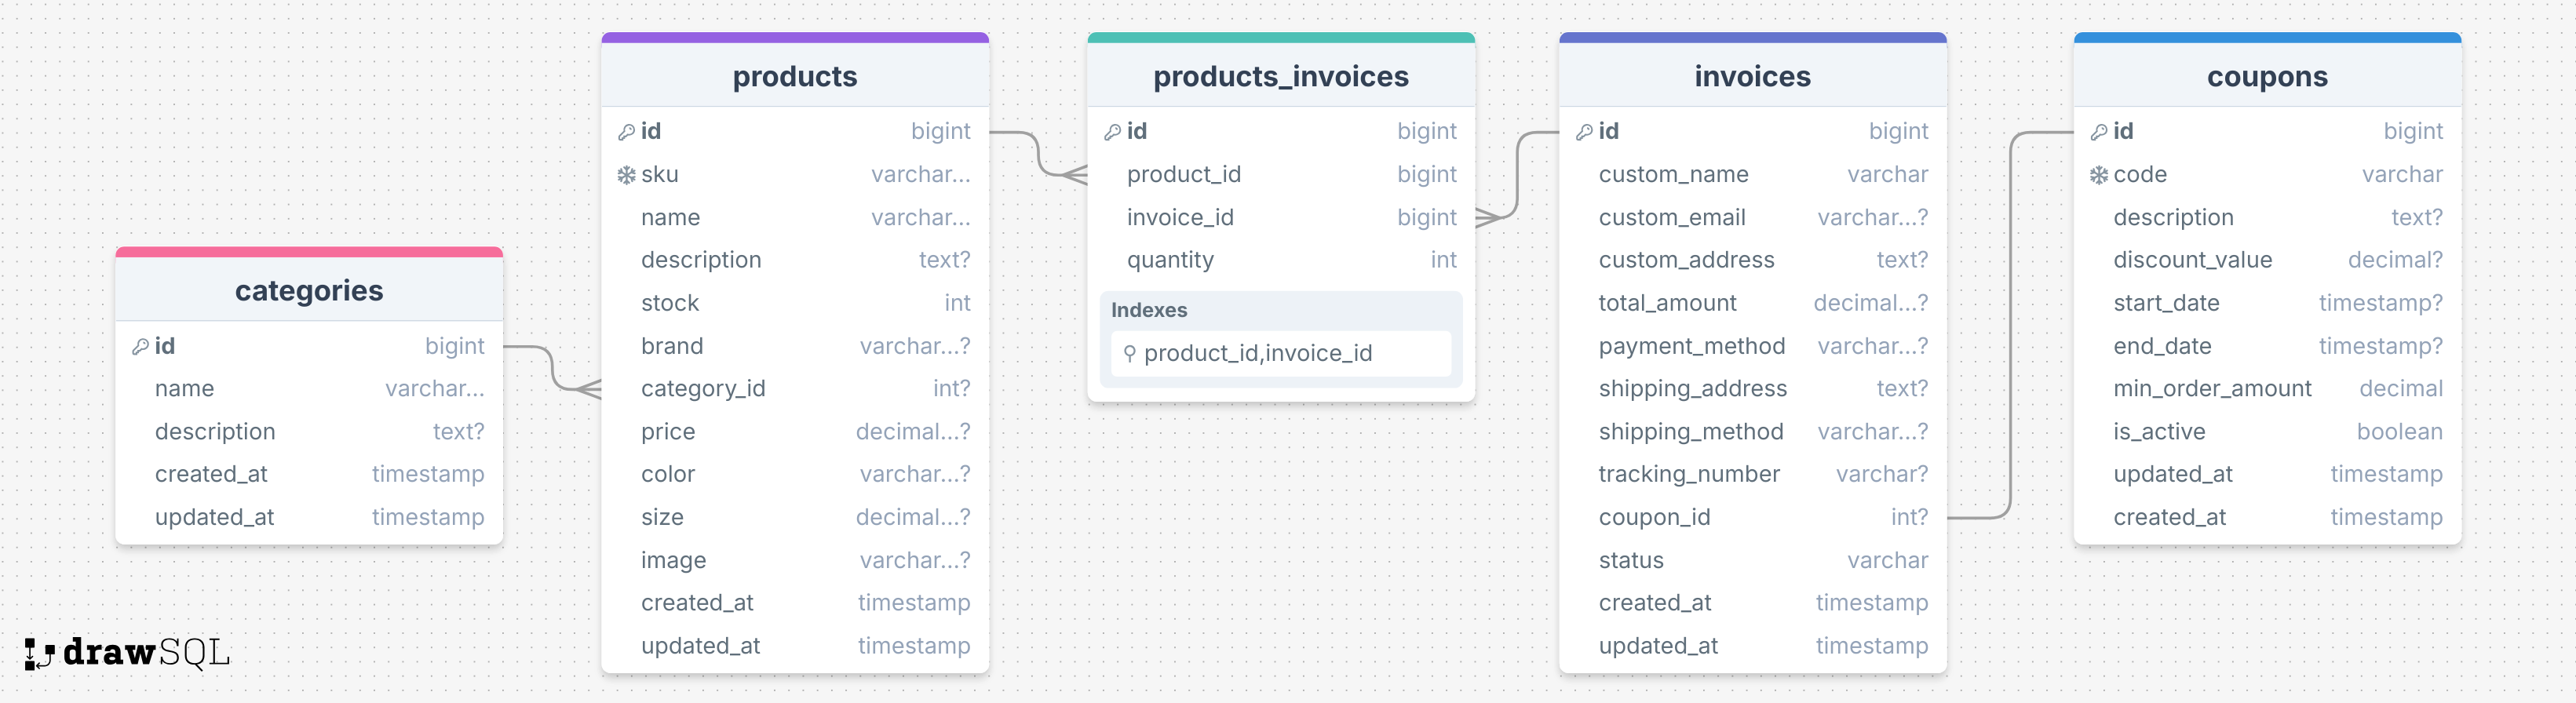 categories
id bigint
name varchar...
description text?
created_at timestamp
updated_at timestamp
products
id bigint
sku varchar...
name varchar...
description text?
stock int
brand varchar...?
category_id int?
price decimal...?
color varchar...?
size decimal...?
image varchar...?
created_at timestamp
updated_at timestamp
products_invoices
id bigint
product_id bigint
invoice_id bigint
quantity int
Indexes
product_id,invoice_id
invoices
id bigint
custom_name varchar
custom_email varchar...?
custom_address text?
total_amount decimal...?
payment_method varchar...?
shipping_address text?
shipping_method varchar...?
tracking_number varchar?
coupon_id int?
status varchar
created_at timestamp
updated_at timestamp
coupons
id bigint
code varchar
description text?
discount_value decimal?
start_date timestamp?
end_date timestamp?
min_order_amount decimal
is_active boolean
updated_at timestamp
created_at timestamp
drawSQL